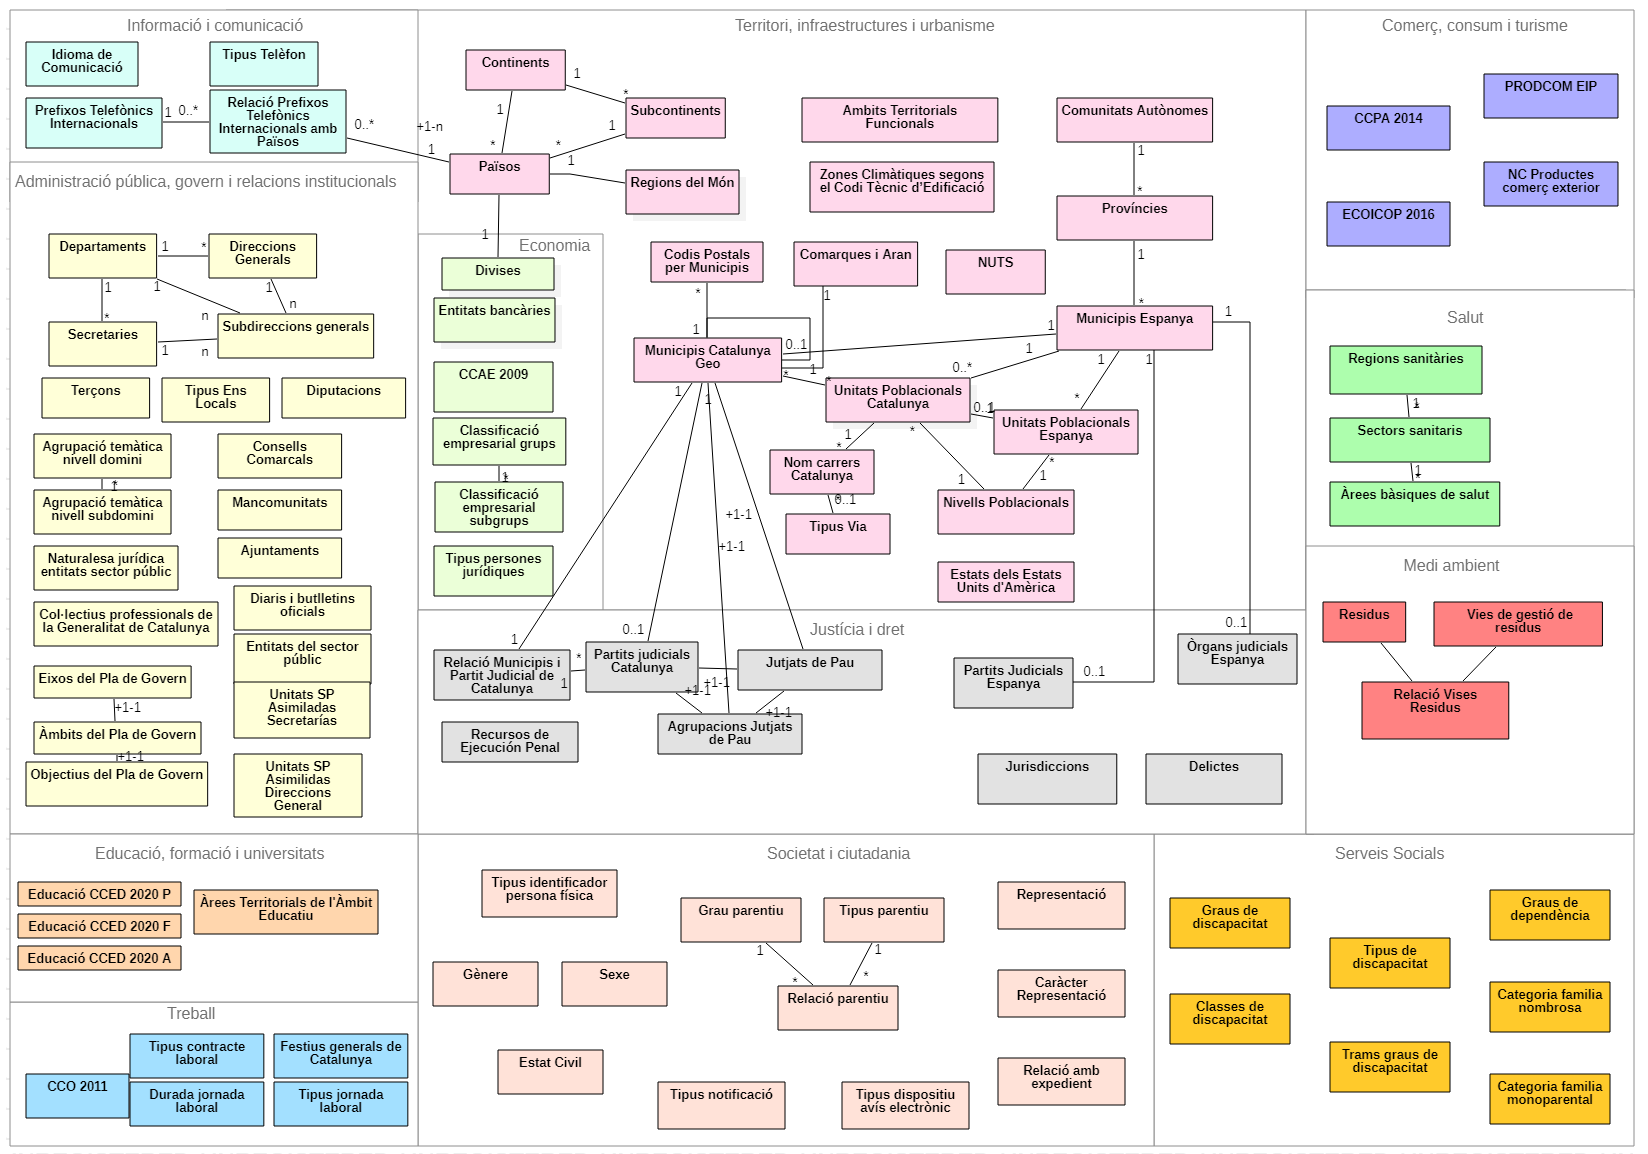 Informació i comunicació
Idioma de
Comunicació
Tipus Telèfon
Prefixos Telefònics
Internacionals
1
0..*
Relació Prefixos
Telefònics
Internacionals amb
Països
0..*
+1-n
1
Territori, infraestructures i urbanisme
Continents
1
*
1
*
Subcontinents
1
*
Països
1
Regions del Món
1
Ambits Territorials
Funcionals
Zones Climàtiques segons
el Codi Tècnic d'Edificació
Comunitats Autònomes
1
*
Províncies
1
*
Codis Postals
per Municipis
*
1
Comarques i Aran
1
NUTS
Municipis Espanya
1
1
1
1
1
Municipis Catalunya
Geo
0..1
*
1
*
1
1
Unitats Poblacionals
Catalunya
0..*
0..1
1
*
Unitats Poblacionals
Espanya
*
*
1
*
Nom carrers
Catalunya
*
0..1
Tipus Via
1
1
Nivells Poblacionals
Estats dels Estats
Units d'Amèrica
+1-1
+1-1
Comerç, consum i turisme
PRODCOM EIP
CCPA 2014
NC Productes
comerç exterior
ECOICOP 2016
Administració pública, govern i relacions institucionals
Departaments
1
*
Direccions
Generals
1
1
1
n
*
n
Secretaries
1
n
Subdireccions generals
Terçons
Tipus Ens
Locals
Diputacions
Agrupació temàtica
nivell domini
1
*
Agrupació temàtica
nivell subdomini
Consells
Comarcals
Mancomunitats
Naturalesa jurídica
entitats sector públic
Ajuntaments
Col·lectius professionals de
la Generalitat de Catalunya
Diaris i butlletins
oficials
Entitats del sector
públic
Eixos del Pla de Govern
+1-1
Àmbits del Pla de Govern
+1-1
Objectius del Pla de Govern
Unitats SP
Asimiladas
Secretarías
Unitats SP
Asimilidas
Direccions
General
Economia
Divises
Entitats bancàries
CCAE 2009
Classificació
empresarial grups
1
*
Classificació
empresarial
subgrups
Tipus persones
jurídiques
Salut
Regions sanitàries
1
*
Sectors sanitaris
1
*
Àrees bàsiques de salut
Medi ambient
Residus
Vies de gestió de
residus
Relació Vises
Residus
Justícia i dret
1
Relació Municipis i
Partit Judicial de
Catalunya
*
1
0..1
Partits judicials
Catalunya
+1-1
+1-1
Jutjats de Pau
+1-1
Agrupacions Jutjats
de Pau
Recursos de
Ejecución Penal
Partits Judicials
Espanya
0..1
0..1
Òrgans judicials
Espanya
Jurisdiccions
Delictes
Educació, formació i universitats
Educació CCED 2020 P
Educació CCED 2020 F
Educació CCED 2020 A
Àrees Territorials de l'Àmbit
Educatiu
Treball
CCO 2011
Tipus contracte
laboral
Festius generals de
Catalunya
Durada jornada
laboral
Tipus jornada
laboral
Societat i ciutadania
Tipus identificador
persona física
Grau parentiu
Tipus parentiu
1
1
*
*
Relació parentiu
Representació
Gènere
Sexe
Caràcter
Representació
Estat Civil
Relació amb
expedient
Tipus notificació
Tipus dispositiu
avís electrònic
Serveis Socials
Graus de
discapacitat
Graus de
dependència
Tipus de
discapacitat
Classes de
discapacitat
Categoria familia
nombrosa
Trams graus de
discapacitat
Categoria familia
monoparental